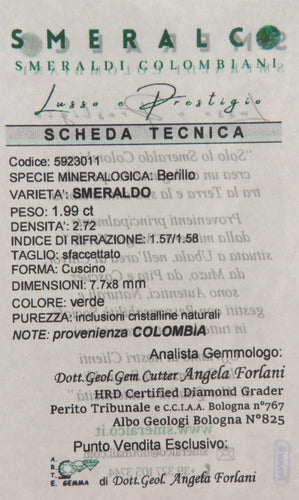 SMERALCO
SMERALDI COLOMBIANI
Lusso e Prestigio
SCHEDA TECNICA
Codice: 5923011
SPECIE MINERALOGICA: Berillo
VARIETA': SMERALDO
PESO: 1.99 ct
DENSITA': 2.72
INDICE DI RIFRAZIONE: 1.57/1.58
TAGLIO: sfaccettato
FORMA: Cuscino
DIMENSIONI: 7.7x8 mm
COLORE: verde
PUREZZA: inclusioni cristalline naturali
NOTE: provenienza COLOMBIA
Analista Gemmologo:
Dott.Geol.Gem Cutter Angela Forlani
HRD Certified Diamond Grader
Perito Tribunale e C.C.I.A.A. Bologna n°767
Albo Geologi Bologna N°825
Punto Vendita Esclusivo:
ARTE E GEMMA di Dott.Geol. Angela Forlani